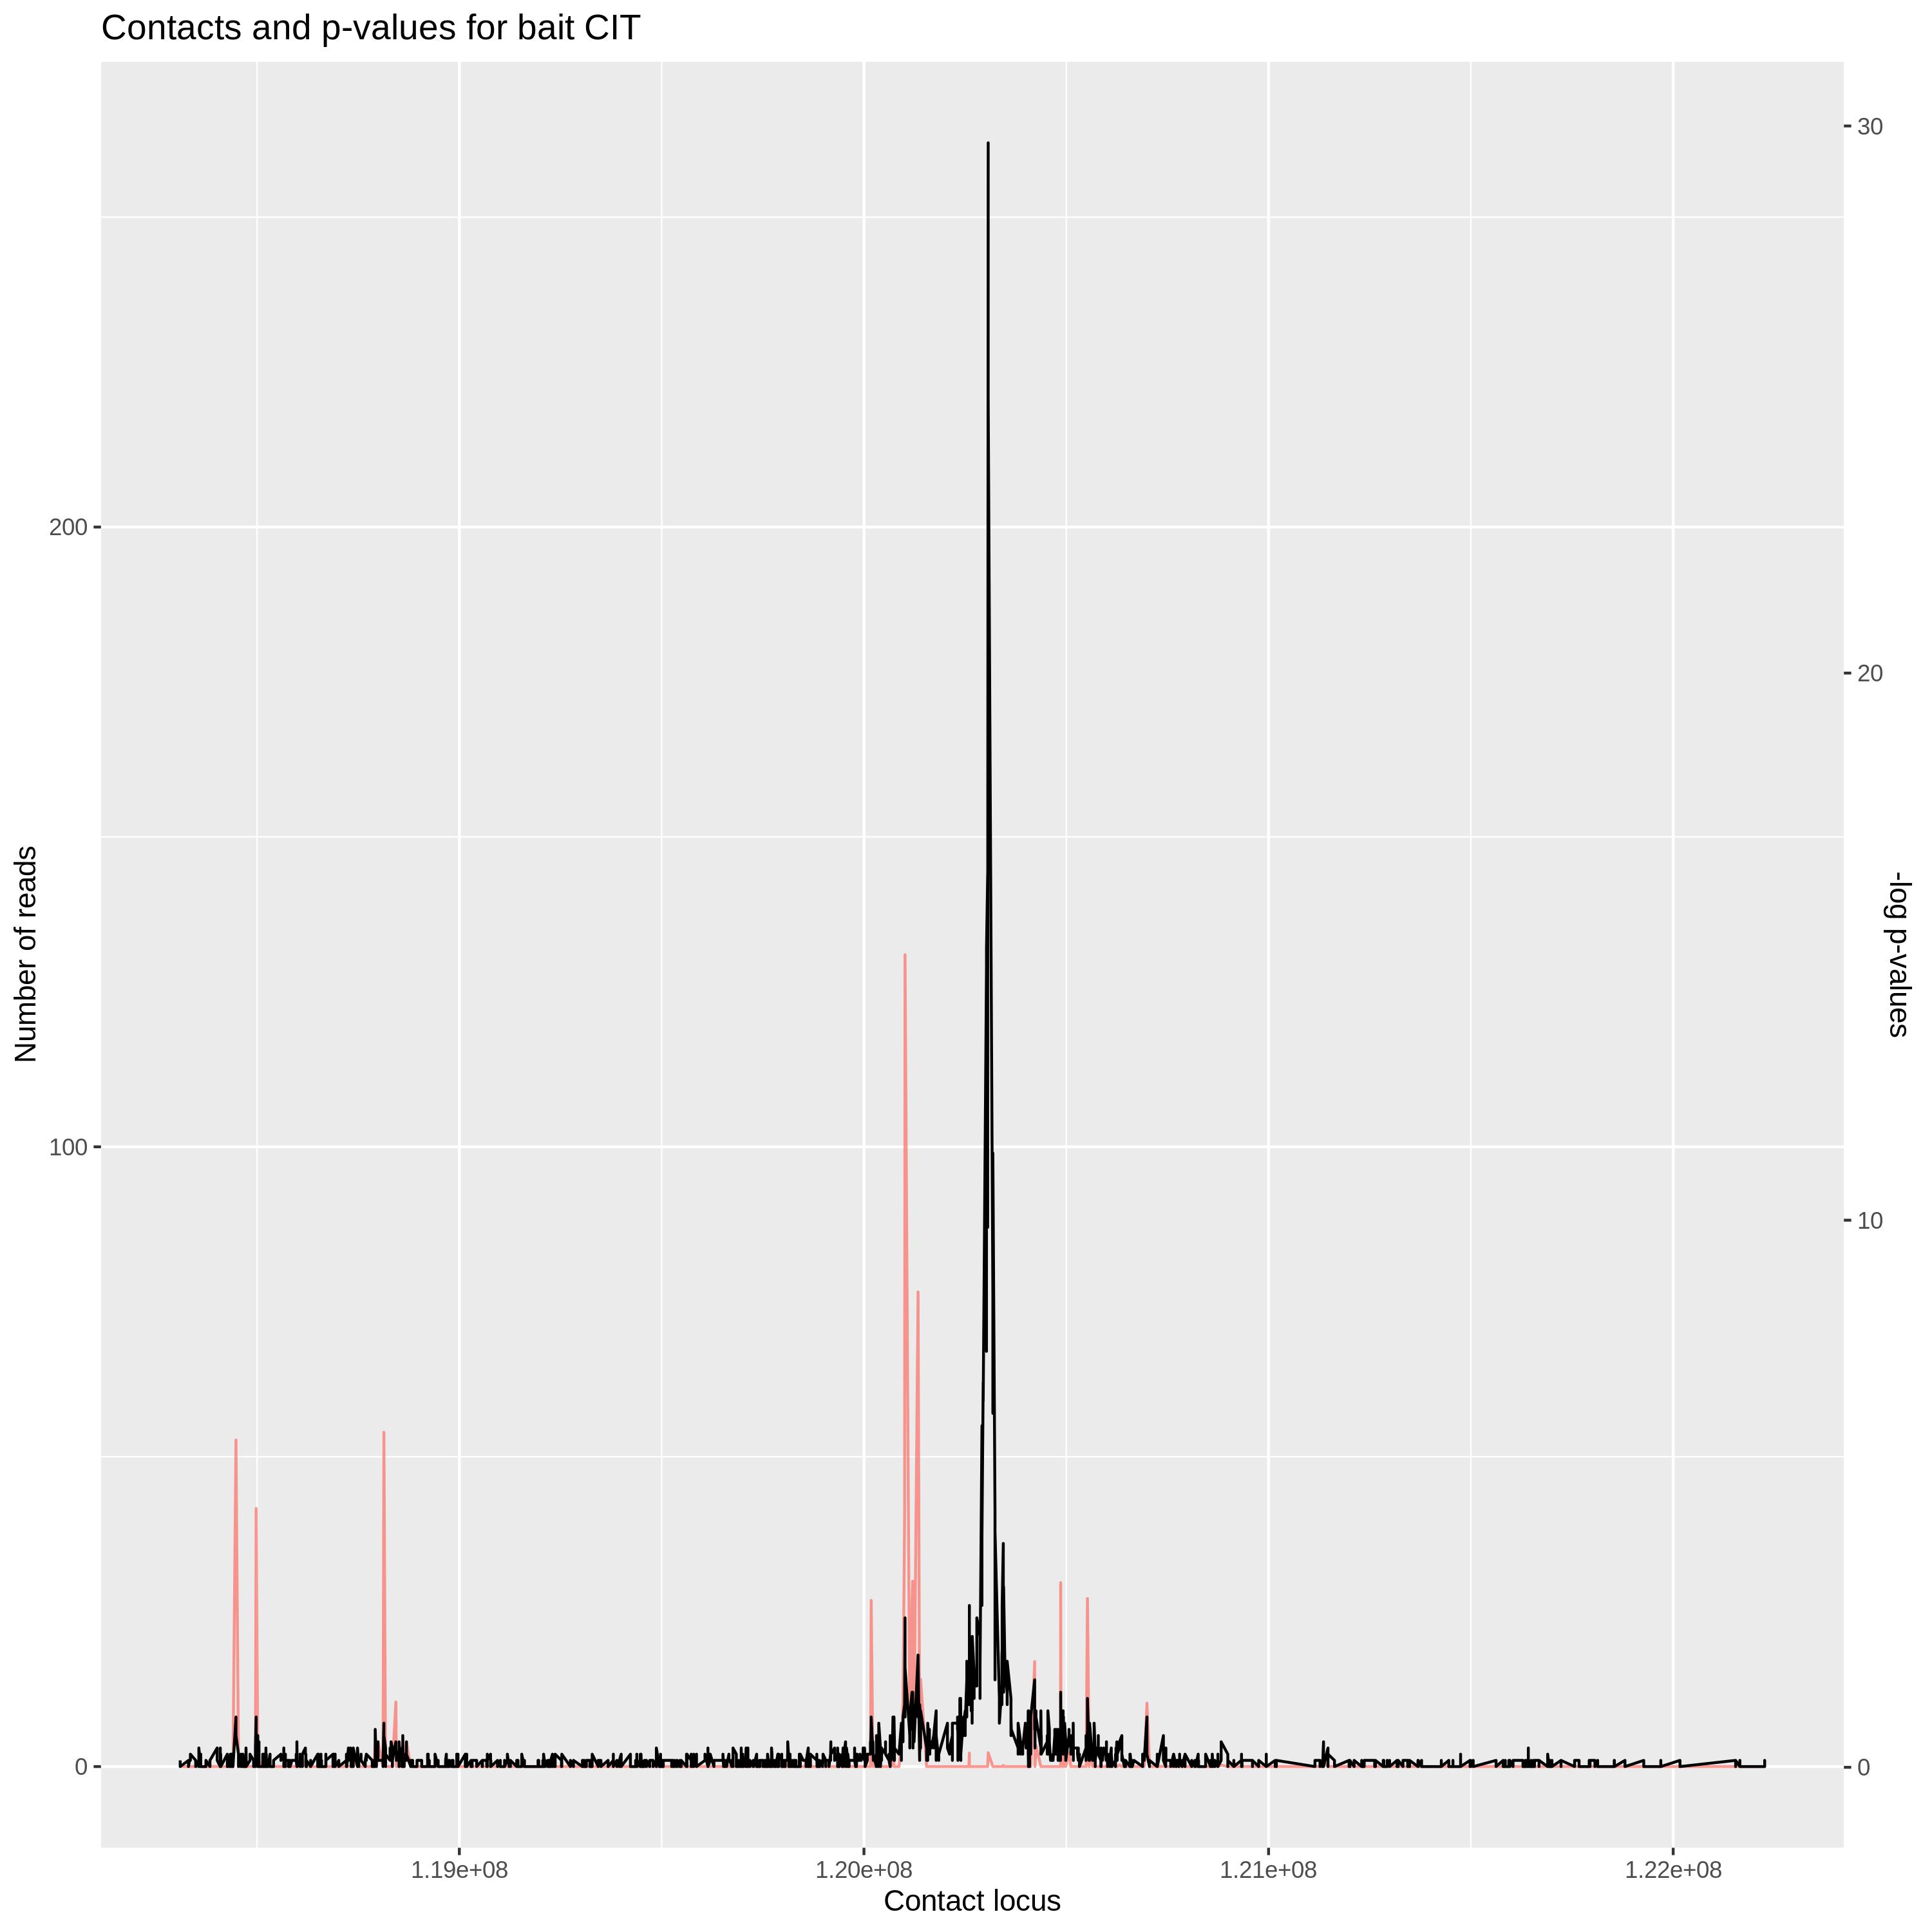 Contacts and p-values for bait CIT
30
200
20
Number of reads
-log p-values
100
10
0
0
1.19e+08
1.20e+08
1.21e+08
1.22e+08
Contact locus